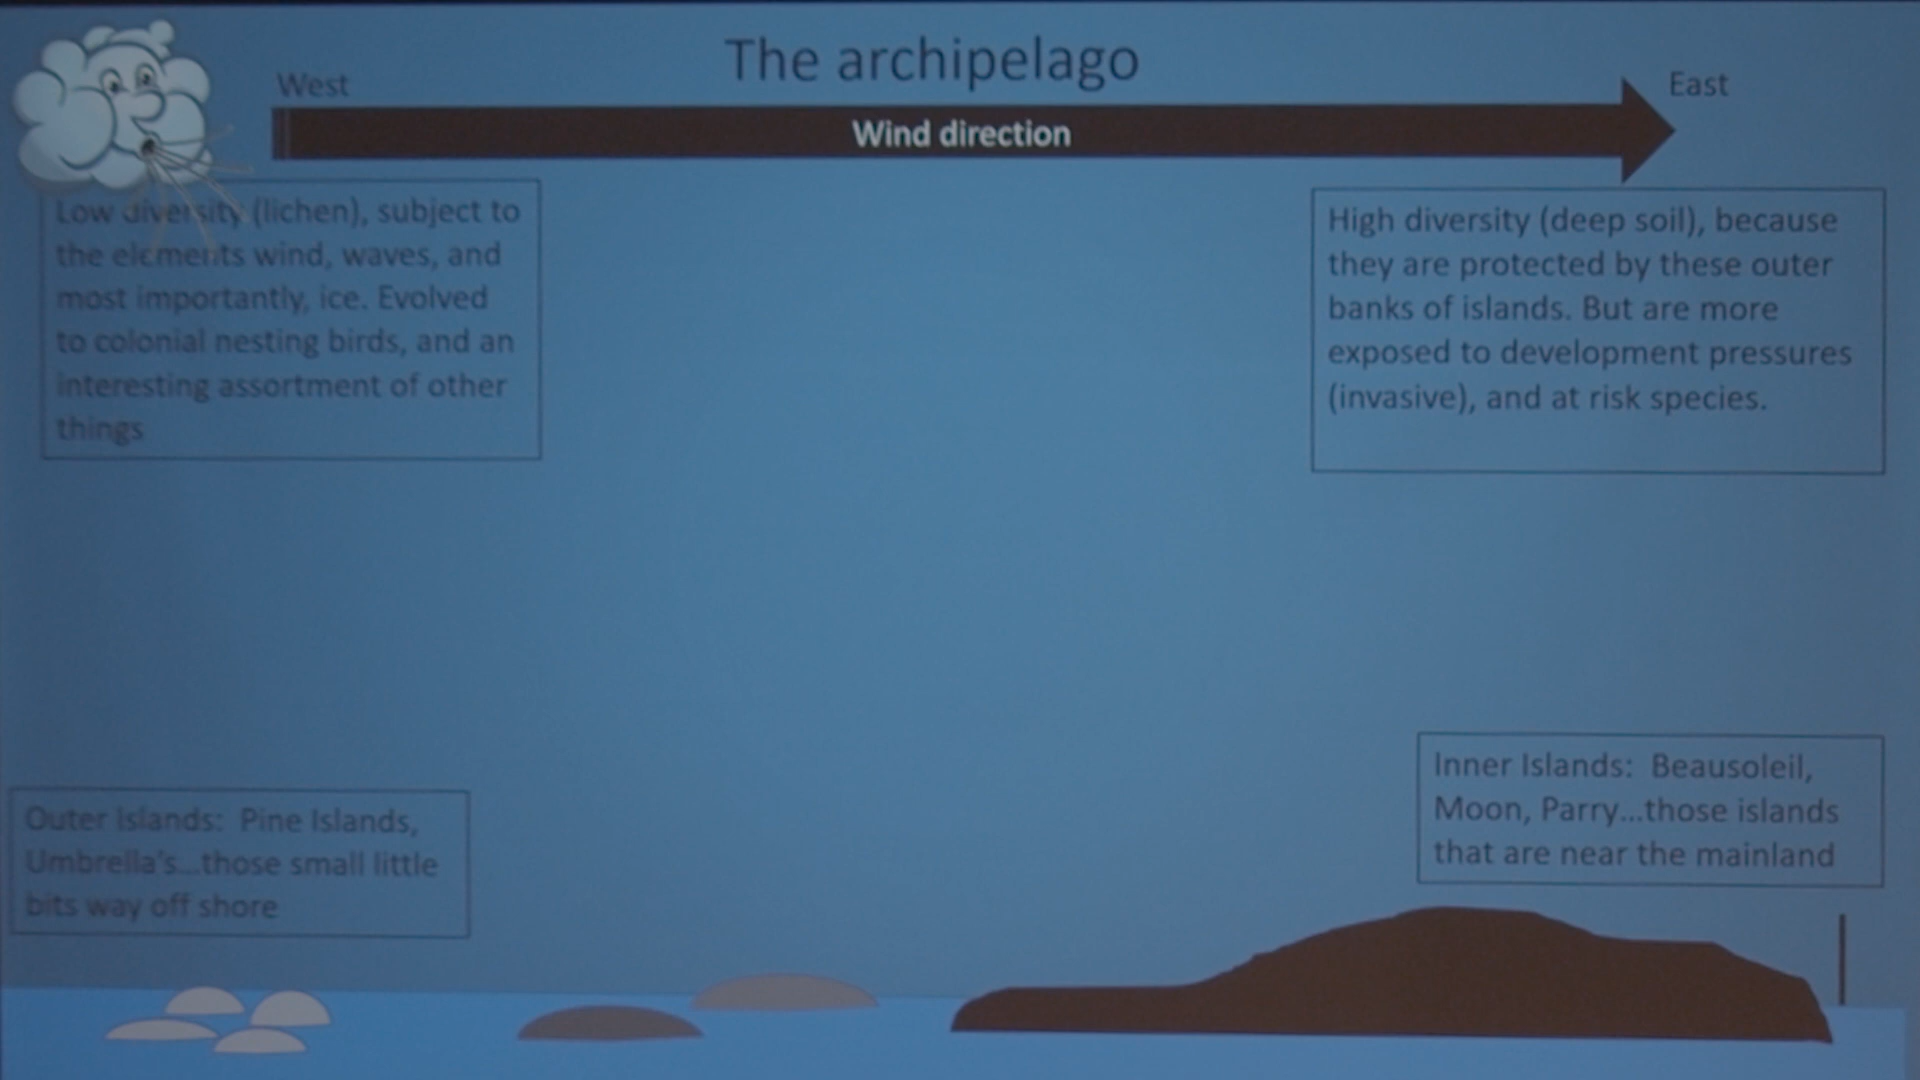 The archipelago
West
East
Wind direction
Low diversity (lichen), subject to
the elements wind, waves, and
most importantly, ice. Evolved
to colonial nesting birds, and an
interesting assortment of other
things
High diversity (deep soil), because
they are protected by these outer
banks of islands. But are more
exposed to development pressures
(invasive), and at risk species.
Outer islands: Pine Islands,
Umbrella's...those small little
bits way off shore
Inner Islands: Beausoleil,
Moon, Parry...those islands
that are near the mainland